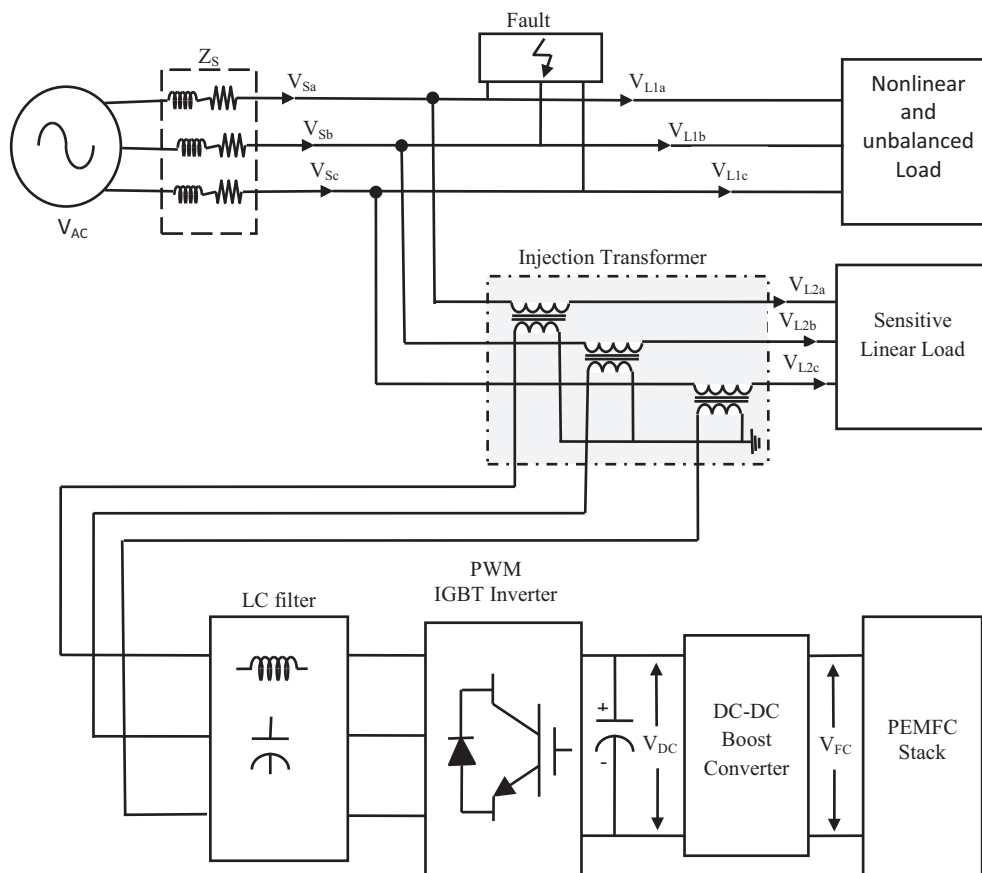 Fault
Z_S
V_Sa
V_L1a
Nonlinear
and
unbalanced
Load
V_Sb
V_L1b
V_Sc
V_L1c
V_AC
Injection Transformer
V_L2a
V_L2b
V_L2c
Sensitive
Linear Load
PWM
IGBT Inverter
LC filter
+
-
V_DC
DC-DC
Boost
Converter
V_FC
PEMFC
Stack